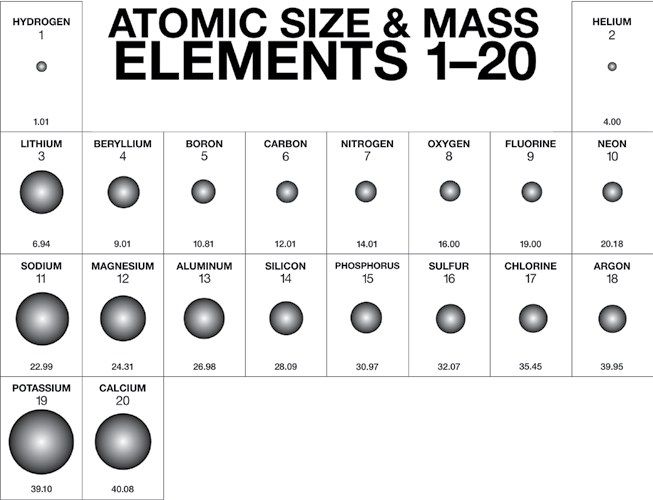 ATOMIC SIZE & MASS
ELEMENTS 1–20
HYDROGEN
1
1.01
HELIUM
2
4.00
LITHIUM
3
6.94
BERYLLIUM
4
9.01
BORON
5
10.81
CARBON
6
12.01
NITROGEN
7
14.01
OXYGEN
8
16.00
FLUORINE
9
19.00
NEON
10
20.18
SODIUM
11
22.99
MAGNESIUM
12
24.31
ALUMINUM
13
26.98
SILICON
14
28.09
PHOSPHORUS
15
30.97
SULFUR
16
32.07
CHLORINE
17
35.45
ARGON
18
39.95
POTASSIUM
19
39.10
CALCIUM
20
40.08